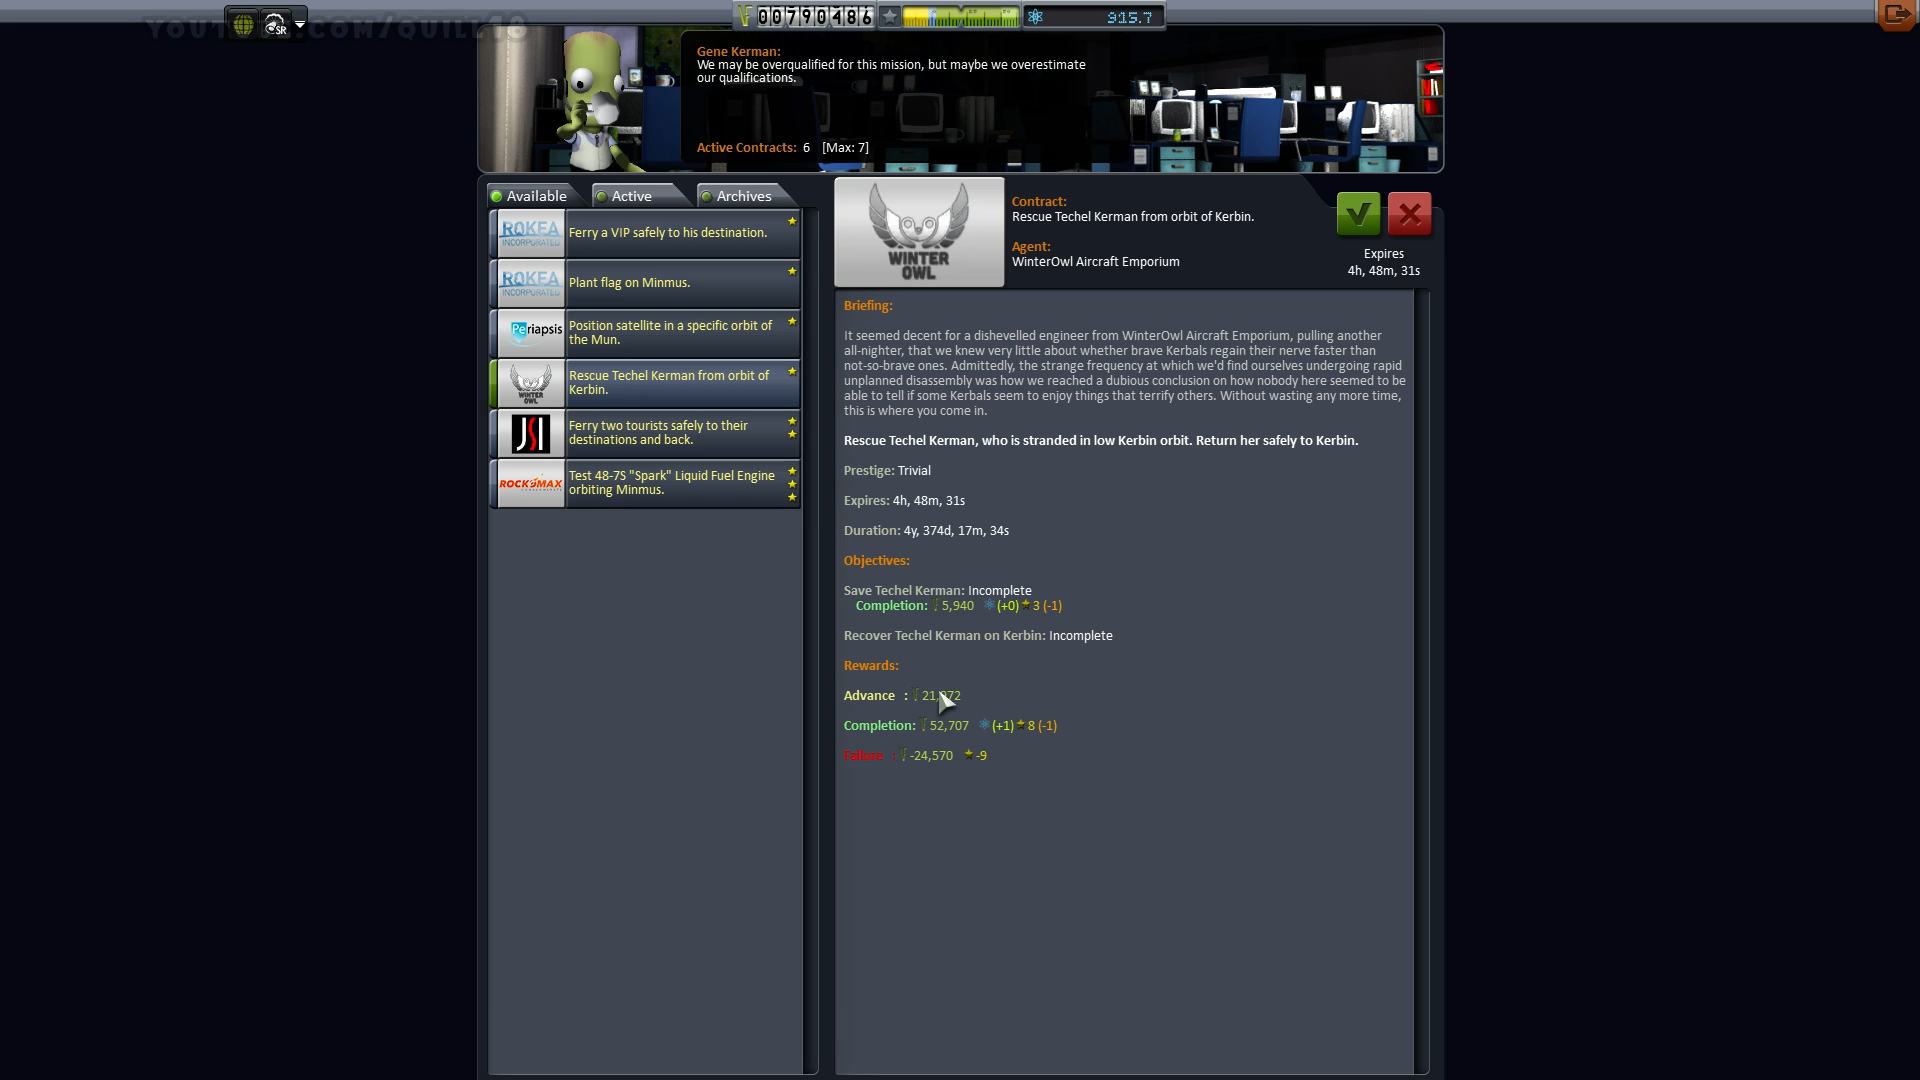 YOUTUBE.COM/QUILL18
SR
00790486
915.7
Gene Kerman:
We may be overqualified for this mission, but maybe we overestimate
our qualifications.
Active Contracts: 6 [Max: 7]
Available
Active
Archives
ROKEA
INCORPORATED
Ferry a VIP safely to his destination.
ROKEA
INCORPORATED
Plant flag on Minmus.
Periapsis
Position satellite in a specific orbit of
the Mun.
WINTER
OWL
Rescue Techel Kerman from orbit of
Kerbin.
JSI
Ferry two tourists safely to their
destinations and back.
ROCKOMAX
Test 48-7S "Spark" Liquid Fuel Engine
orbiting Minmus.
WINTER
OWL
Contract:
Rescue Techel Kerman from orbit of Kerbin.
Agent:
WinterOwl Aircraft Emporium
Expires
4h, 48m, 31s
Briefing:
It seemed decent for a dishevelled engineer from WinterOwl Aircraft Emporium, pulling another
all-nighter, that we knew very little about whether brave Kerbals regain their nerve faster than
not-so-brave ones. Admittedly, the strange frequency at which we'd find ourselves undergoing rapid
unplanned disassembly was how we reached a dubious conclusion on how nobody here seemed to be
able to tell if some Kerbals seem to enjoy things that terrify others. Without wasting any more time,
this is where you come in.
Rescue Techel Kerman, who is stranded in low Kerbin orbit. Return her safely to Kerbin.
Prestige: Trivial
Expires: 4h, 48m, 31s
Duration: 4y, 374d, 17m, 34s
Objectives:
Save Techel Kerman: Incomplete
Completion: 5,940 (+0) 3 (-1)
Recover Techel Kerman on Kerbin: Incomplete
Rewards:
Advance :
Completion: 52,707 (+1) 8 (-1)
Failure : -24,570 -9